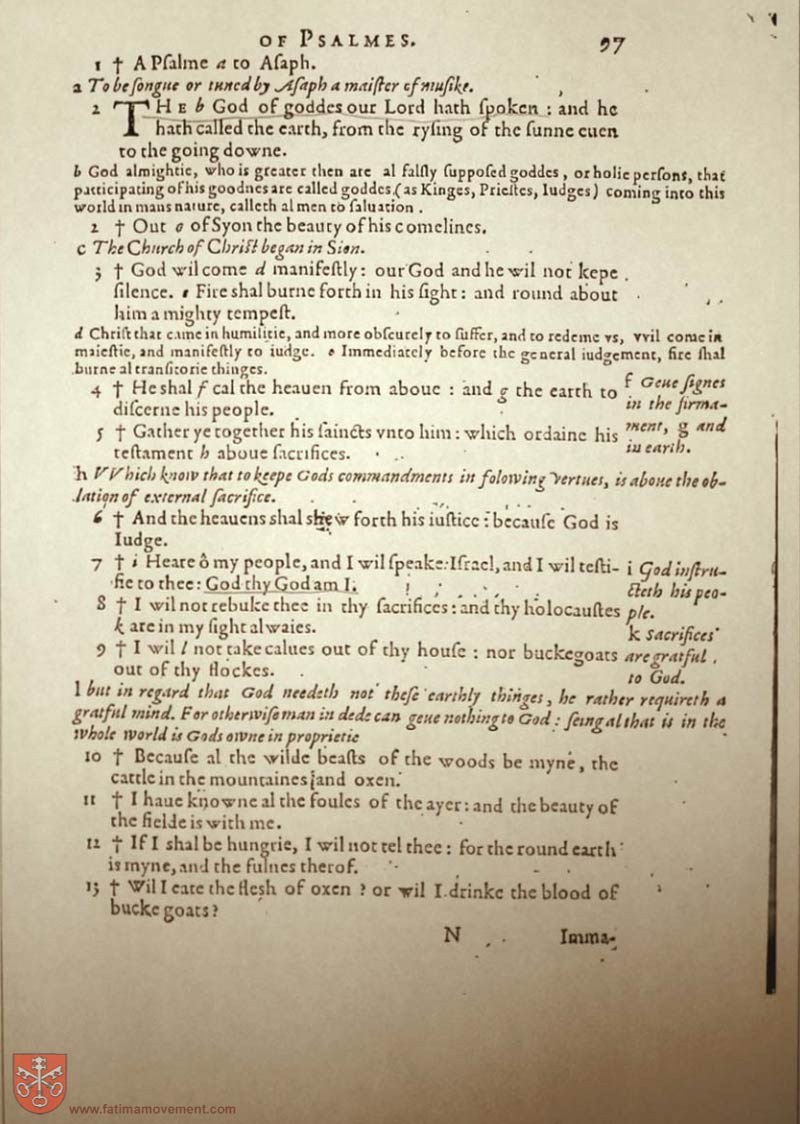 OF PSALMES. 97
1 † A Pſalme a to Aſaph.
a To be ſongue or tuned by Aſaph a maiſter of muſike.
2 THE b God of goddes our Lord hath ſpoken : and he
hath called the earth, from the ryſing of the ſunne euen
to the going downe.
b God almightie, who is greater then are al falſly ſuppoſed goddes, or holie perſons, that
participating of his goodnes are called goddes (as Kinges, Prieſtes, Iudges) coming into this
world in mans nature, calleth al men to ſaluation .
2 † Out c of Syon the beauty of his comelines.
c The Church of Chriſt began in Sion.
3 † God wil come d manifeſtly : our God and he wil not kepe
ſilence. e Fire ſhal burne forth in his ſight : and round about
him a mighty tempeſt.
d Chriſt that came in humilitie, and more obſcurely to ſuffer, and to redeme vs, vvil come in
maieſtie, and manifeſtly to iudge. e Immediately before the general iudgement, fire ſhal
burne al tranſitorie thinges.
4 † He ſhal f cal the heauen from aboue : and g the earth to
diſcerne his people.
f Geue ſignes
in the firma-
ment, g and
in earth.
5 † Gather ye together his ſaincts vnto him : which ordaine his
teſtament h aboue ſacrifices.
h VVhich know that to keepe Gods commandments in folowing vertues, is aboue the ob-
lation of external ſacrifice.
6 † And the heauens ſhal shew forth his iuſtice : becauſe God is
Iudge.
7 † i Heare ô my people, and I wil ſpeake: Iſrael, and I wil teſti-
fie to thee : God thy God am I.
i God inſtru-
cteth his peo-
ple.
8 † I wil not rebuke thee in thy ſacrifices : and thy holocauſtes
k are in my ſight alwaies.
k Sacrifices
are gratful
to God.
9 † I wil l not take calues out of thy houſe : nor buckegoats
out of thy flockes.
l but in regard that God needeth not theſe earthly thinges, he rather requireth a
gratful mind. For otherwiſe man in dede can geue nothing to God : ſeing al that is in the
whole world is Gods owne in proprietie
10 † Becauſe al the wilde beaſts of the woods be myne, the
cattle in the mountaines and oxen.
11 † I haue knowne al the foules of the ayer : and the beauty of
the fielde is with me.
12 † If I shal be hungrie, I wil not tel thee : for the round earth
is myne, and the fulnes therof.
13 † Wil I eate the fleſh of oxen ? or wil I drinke the blood of
bucke goats ?
N Imma-
www.fatimamovement.com